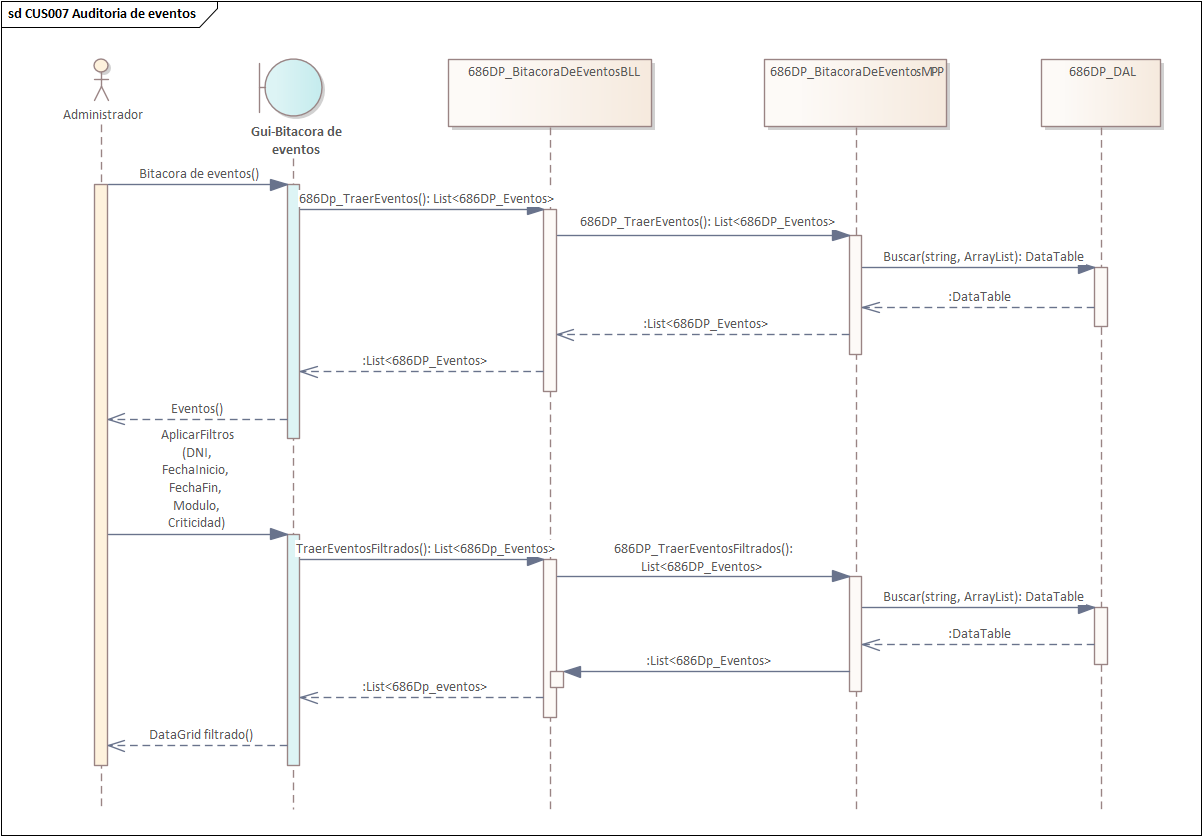 sd CUS007 Auditoria de eventos
686DP_BitacoraDeEventosBLL
686DP_BitacoraDeEventosMPP
686DP_DAL
Administrador
Gui-Bitacora de
eventos
Bitacora de eventos()
686Dp_TraerEventos(): List<686DP_Eventos>
686DP_TraerEventos(): List<686DP_Eventos>
Buscar(string, ArrayList): DataTable
:DataTable
:List<686DP_Eventos>
:List<686DP_Eventos>
Eventos()
AplicarFiltros
(DNI,
FechaInicio,
FechaFin,
Modulo,
Criticidad)
TraerEventosFiltrados(): List<686Dp_Eventos>
686DP_TraerEventosFiltrados():
List<686DP_Eventos>
Buscar(string, ArrayList): DataTable
:DataTable
:List<686Dp_Eventos>
:List<686Dp_eventos>
DataGrid filtrado()